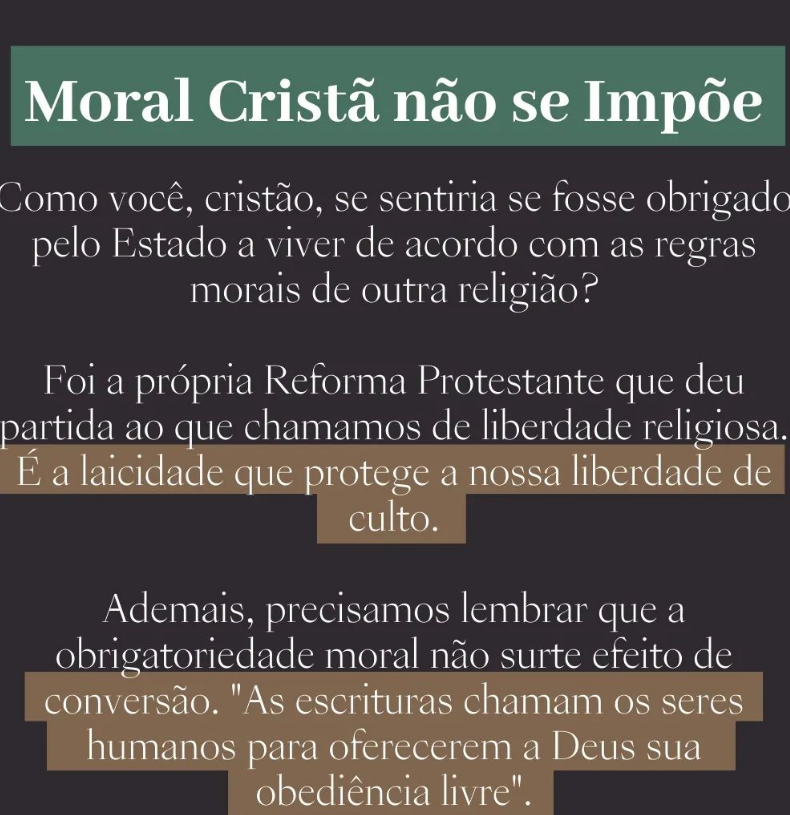 Moral Cristã não se Impõe
Como você, cristão, se sentiria se fosse obrigado
pelo Estado a viver de acordo com as regras
morais de outra religião?
Foi a própria Reforma Protestante que deu
partida ao que chamamos de liberdade religiosa.
É a laicidade que protege a nossa liberdade de
culto.
Ademais, precisamos lembrar que a
obrigatoriedade moral não surte efeito de
conversão. "As escrituras chamam os seres
humanos para oferecerem a Deus sua
obediência livre".